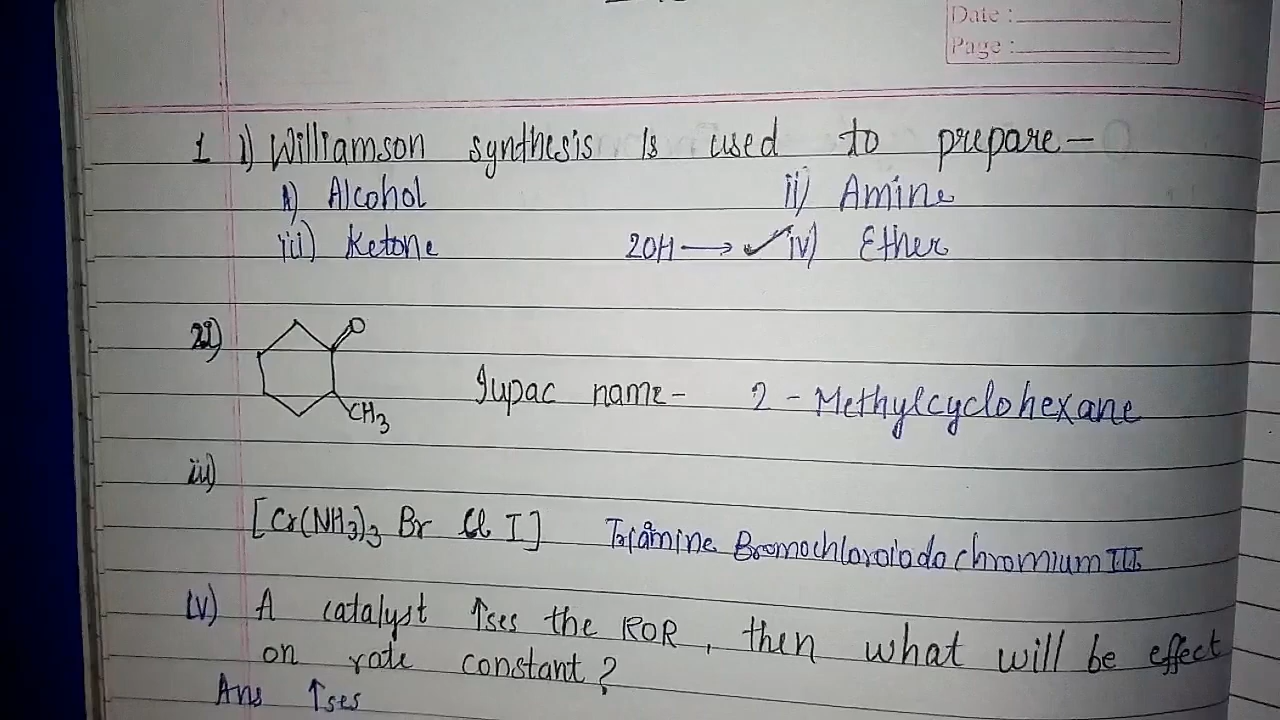 Date :
Page :
1 i) Williamson synthesis Is used to prepare –
i) Alcohol ii) Amine
iii) Ketone 2OH → ✓ iv) Ether
O
CH3
Iupac name - 2 - Methylcyclohexane
iii)
[Cr(NH3)3 Br Cl I] Triamine Bromochloroiodochromium III
iv) A catalyst ↑ses the ROR, then what will be effect
on rate constant?
Ans ↑ses